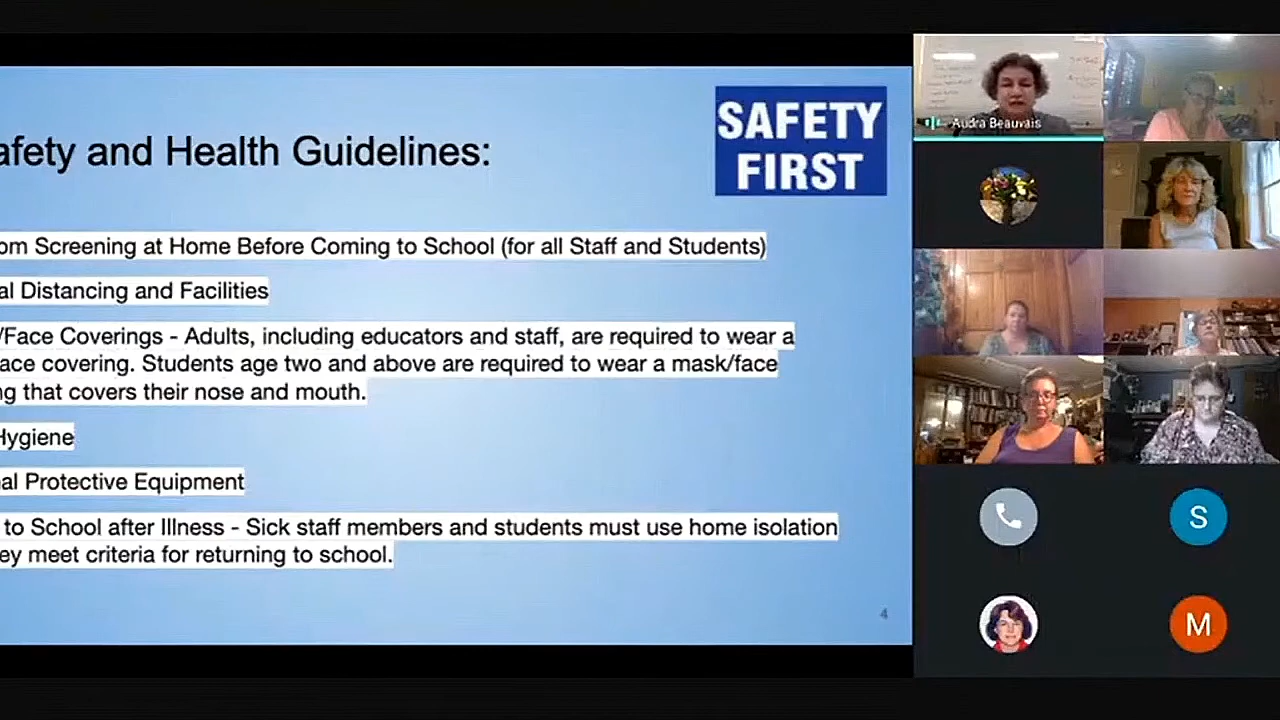 afety and Health Guidelines:
SAFETY
FIRST
om Screening at Home Before Coming to School (for all Staff and Students)
al Distancing and Facilities
/Face Coverings - Adults, including educators and staff, are required to wear a
ace covering. Students age two and above are required to wear a mask/face
ng that covers their nose and mouth.
Hygiene
nal Protective Equipment
to School after Illness - Sick staff members and students must use home isolation
ey meet criteria for returning to school.
4
Audra Beauvais
S
M